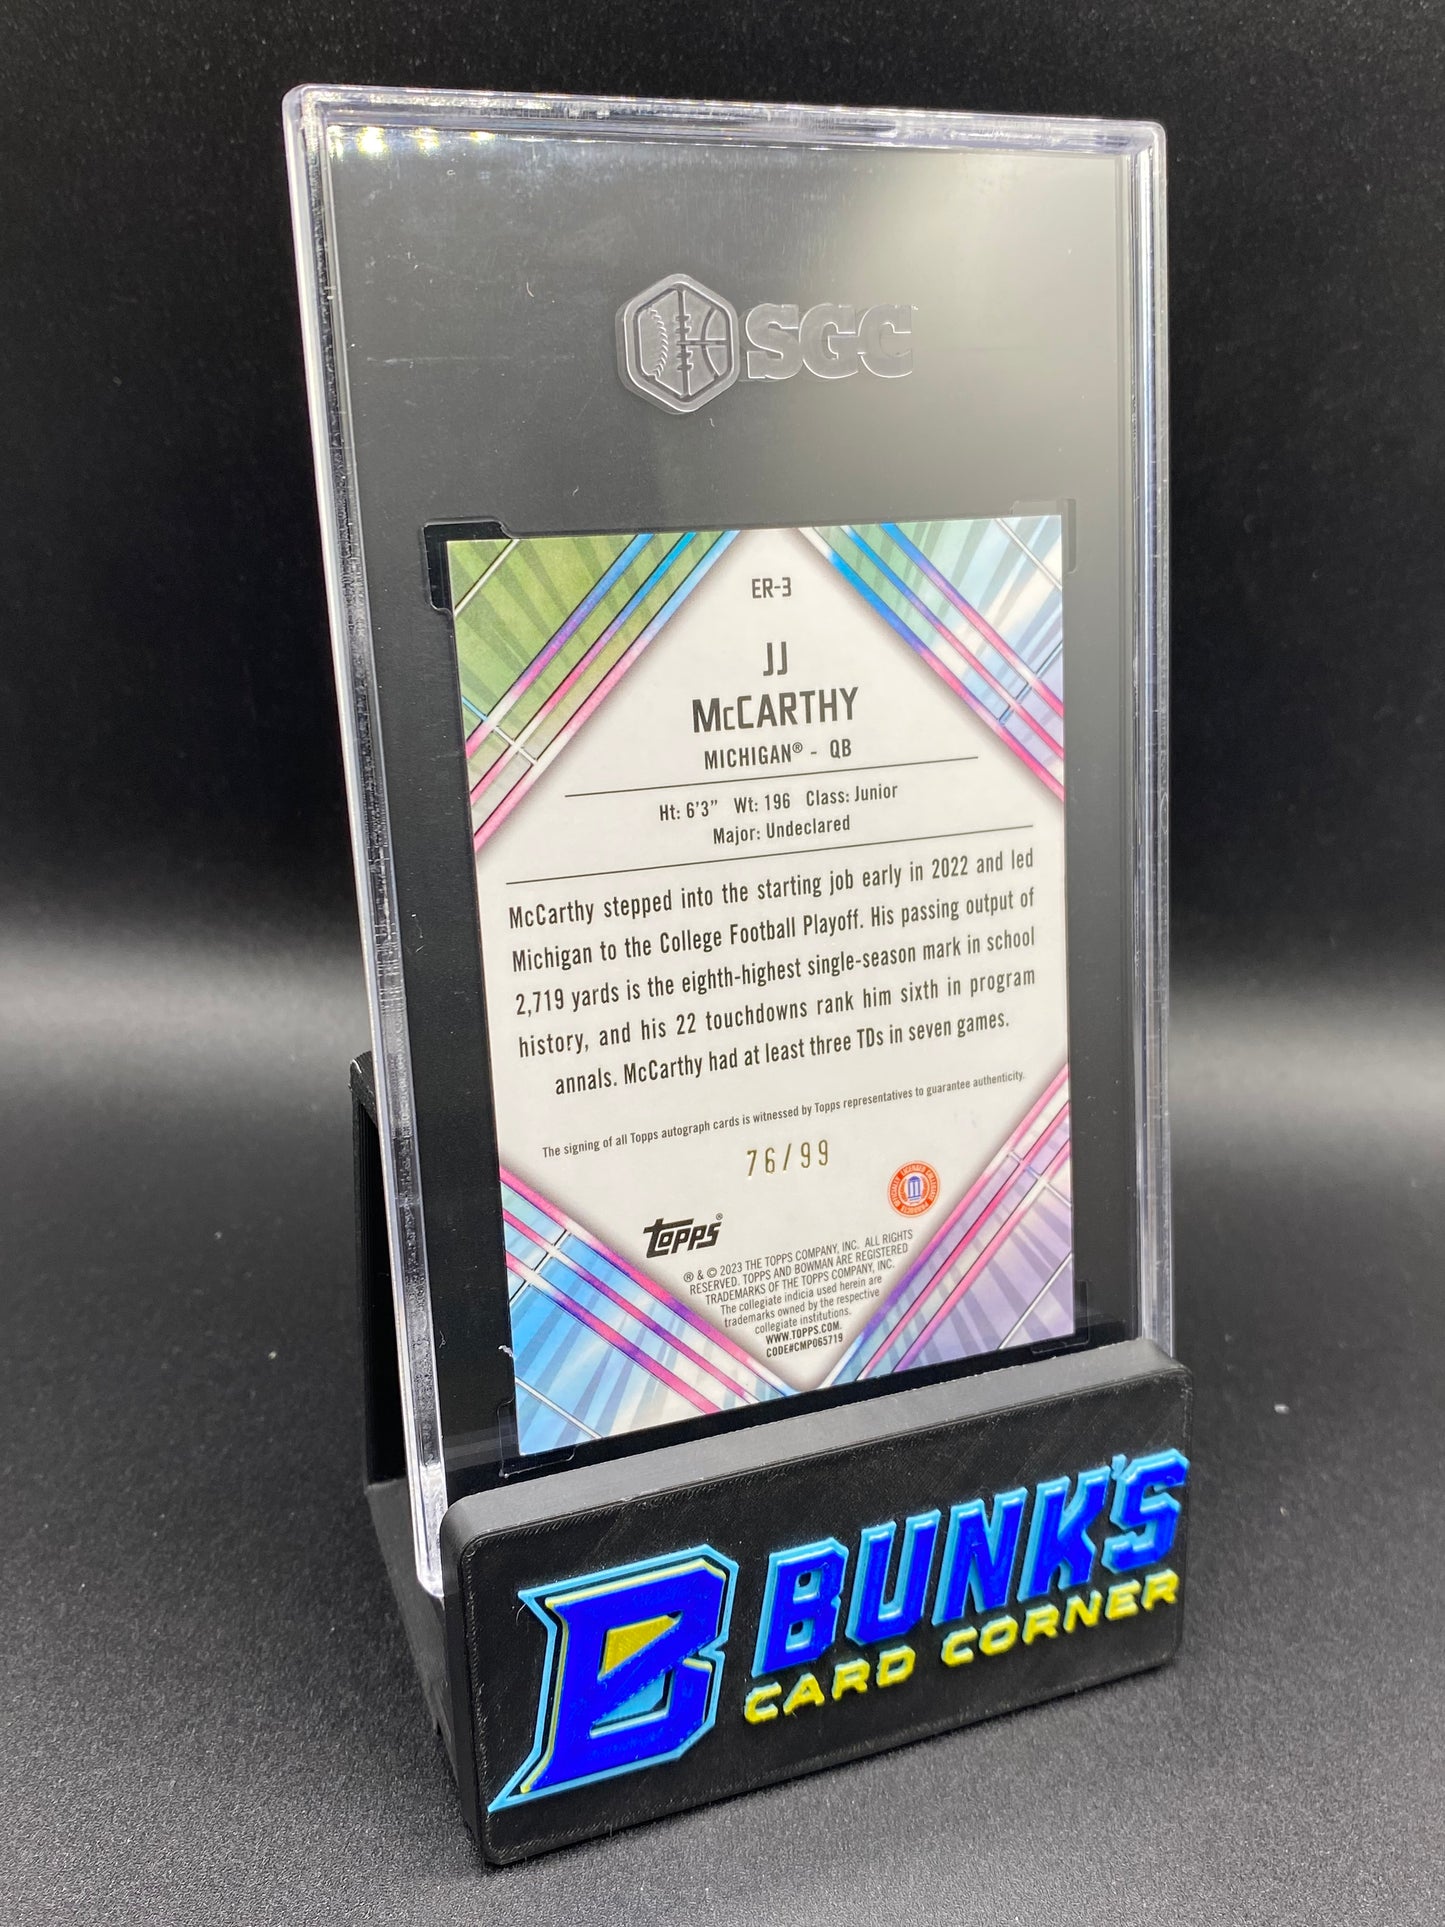 SGC
ER-3
JJ
McCARTHY
MICHIGAN® - QB
Ht: 6'3" Wt: 196 Class: Junior
Major: Undeclared
McCarthy stepped into the starting job early in 2022 and led
Michigan to the College Football Playoff. His passing output of
2,719 yards is the eighth-highest single-season mark in school
history, and his 22 touchdowns rank him sixth in program
annals. McCarthy had at least three TDs in seven games.
The signing of all Topps autograph cards is witnessed by Topps representatives to guarantee authenticity.
76/99
OFFICIALLY LICENSED COLLEGIATE PRODUCTS
Topps®
® & © 2023 THE TOPPS COMPANY, INC. ALL RIGHTS
RESERVED. TOPPS AND BOWMAN ARE REGISTERED
TRADEMARKS OF THE TOPPS COMPANY, INC.
The collegiate indicia used herein are
trademarks owned by the respective
collegiate institutions.
WWW.TOPPS.COM.
CODE#CMP065719
B BUNK'S
CARD CORNER